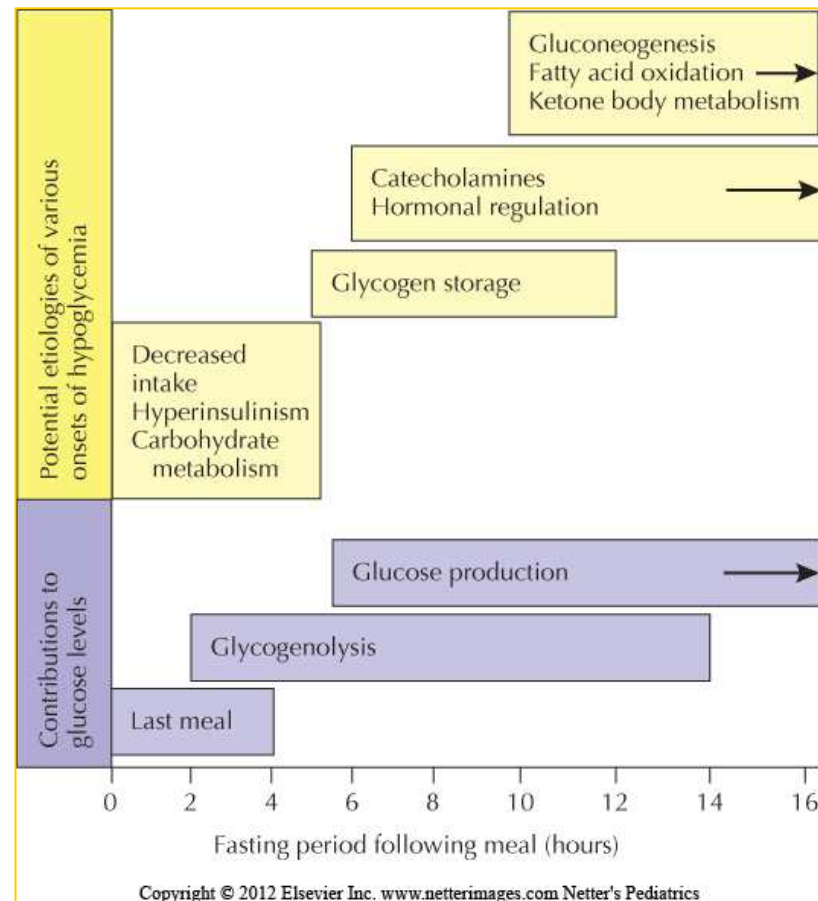 Potential etiologies of various
onsets of hypoglycemia
Gluconeogenesis
Fatty acid oxidation
Ketone body metabolism
Catecholamines
Hormonal regulation
Glycogen storage
Decreased
intake
Hyperinsulinism
Carbohydrate
metabolism
Contributions to
glucose levels
Glucose production
Glycogenolysis
Last meal
0 2 4 6 8 10 12 14 16
Fasting period following meal (hours)
Copyright © 2012 Elsevier Inc. www.netterimages.com Netter's Pediatrics